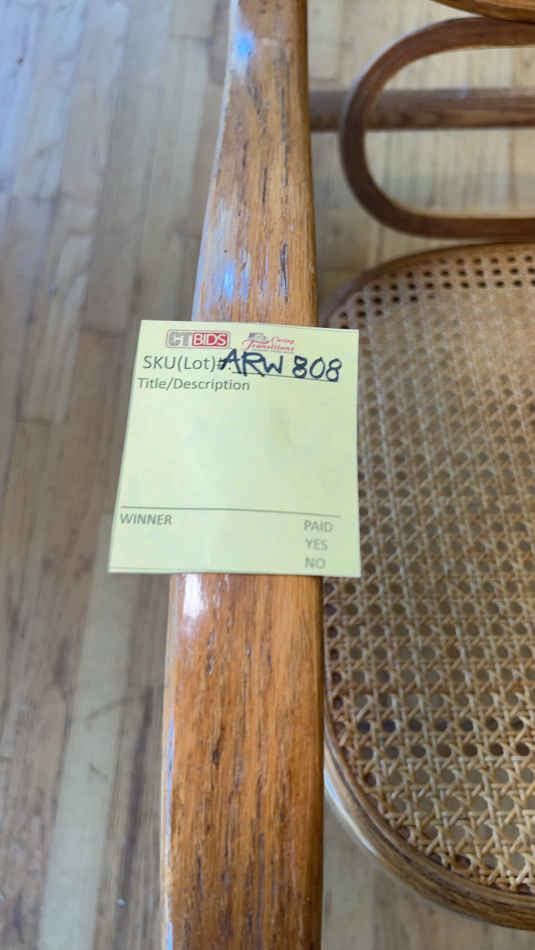 CTBIDS Caring Transitions
SKU(Lot)#: ARW 808
Title/Description
WINNER PAID
YES
NO